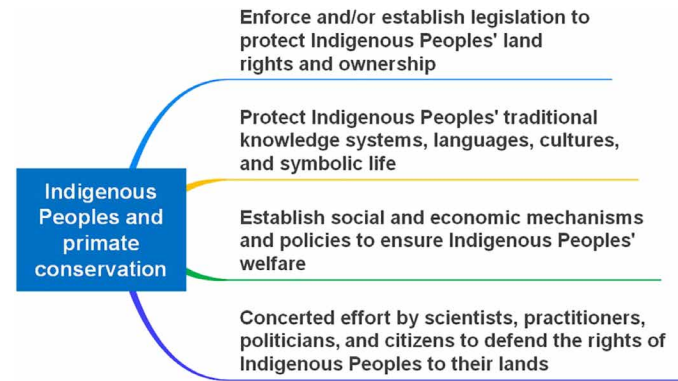 Enforce and/or establish legislation to
protect Indigenous Peoples' land
rights and ownership
Protect Indigenous Peoples' traditional
knowledge systems, languages, cultures,
and symbolic life
Indigenous
Peoples and
primate
conservation
Establish social and economic mechanisms
and policies to ensure Indigenous Peoples'
welfare
Concerted effort by scientists, practitioners,
politicians, and citizens to defend the rights of
Indigenous Peoples to their lands